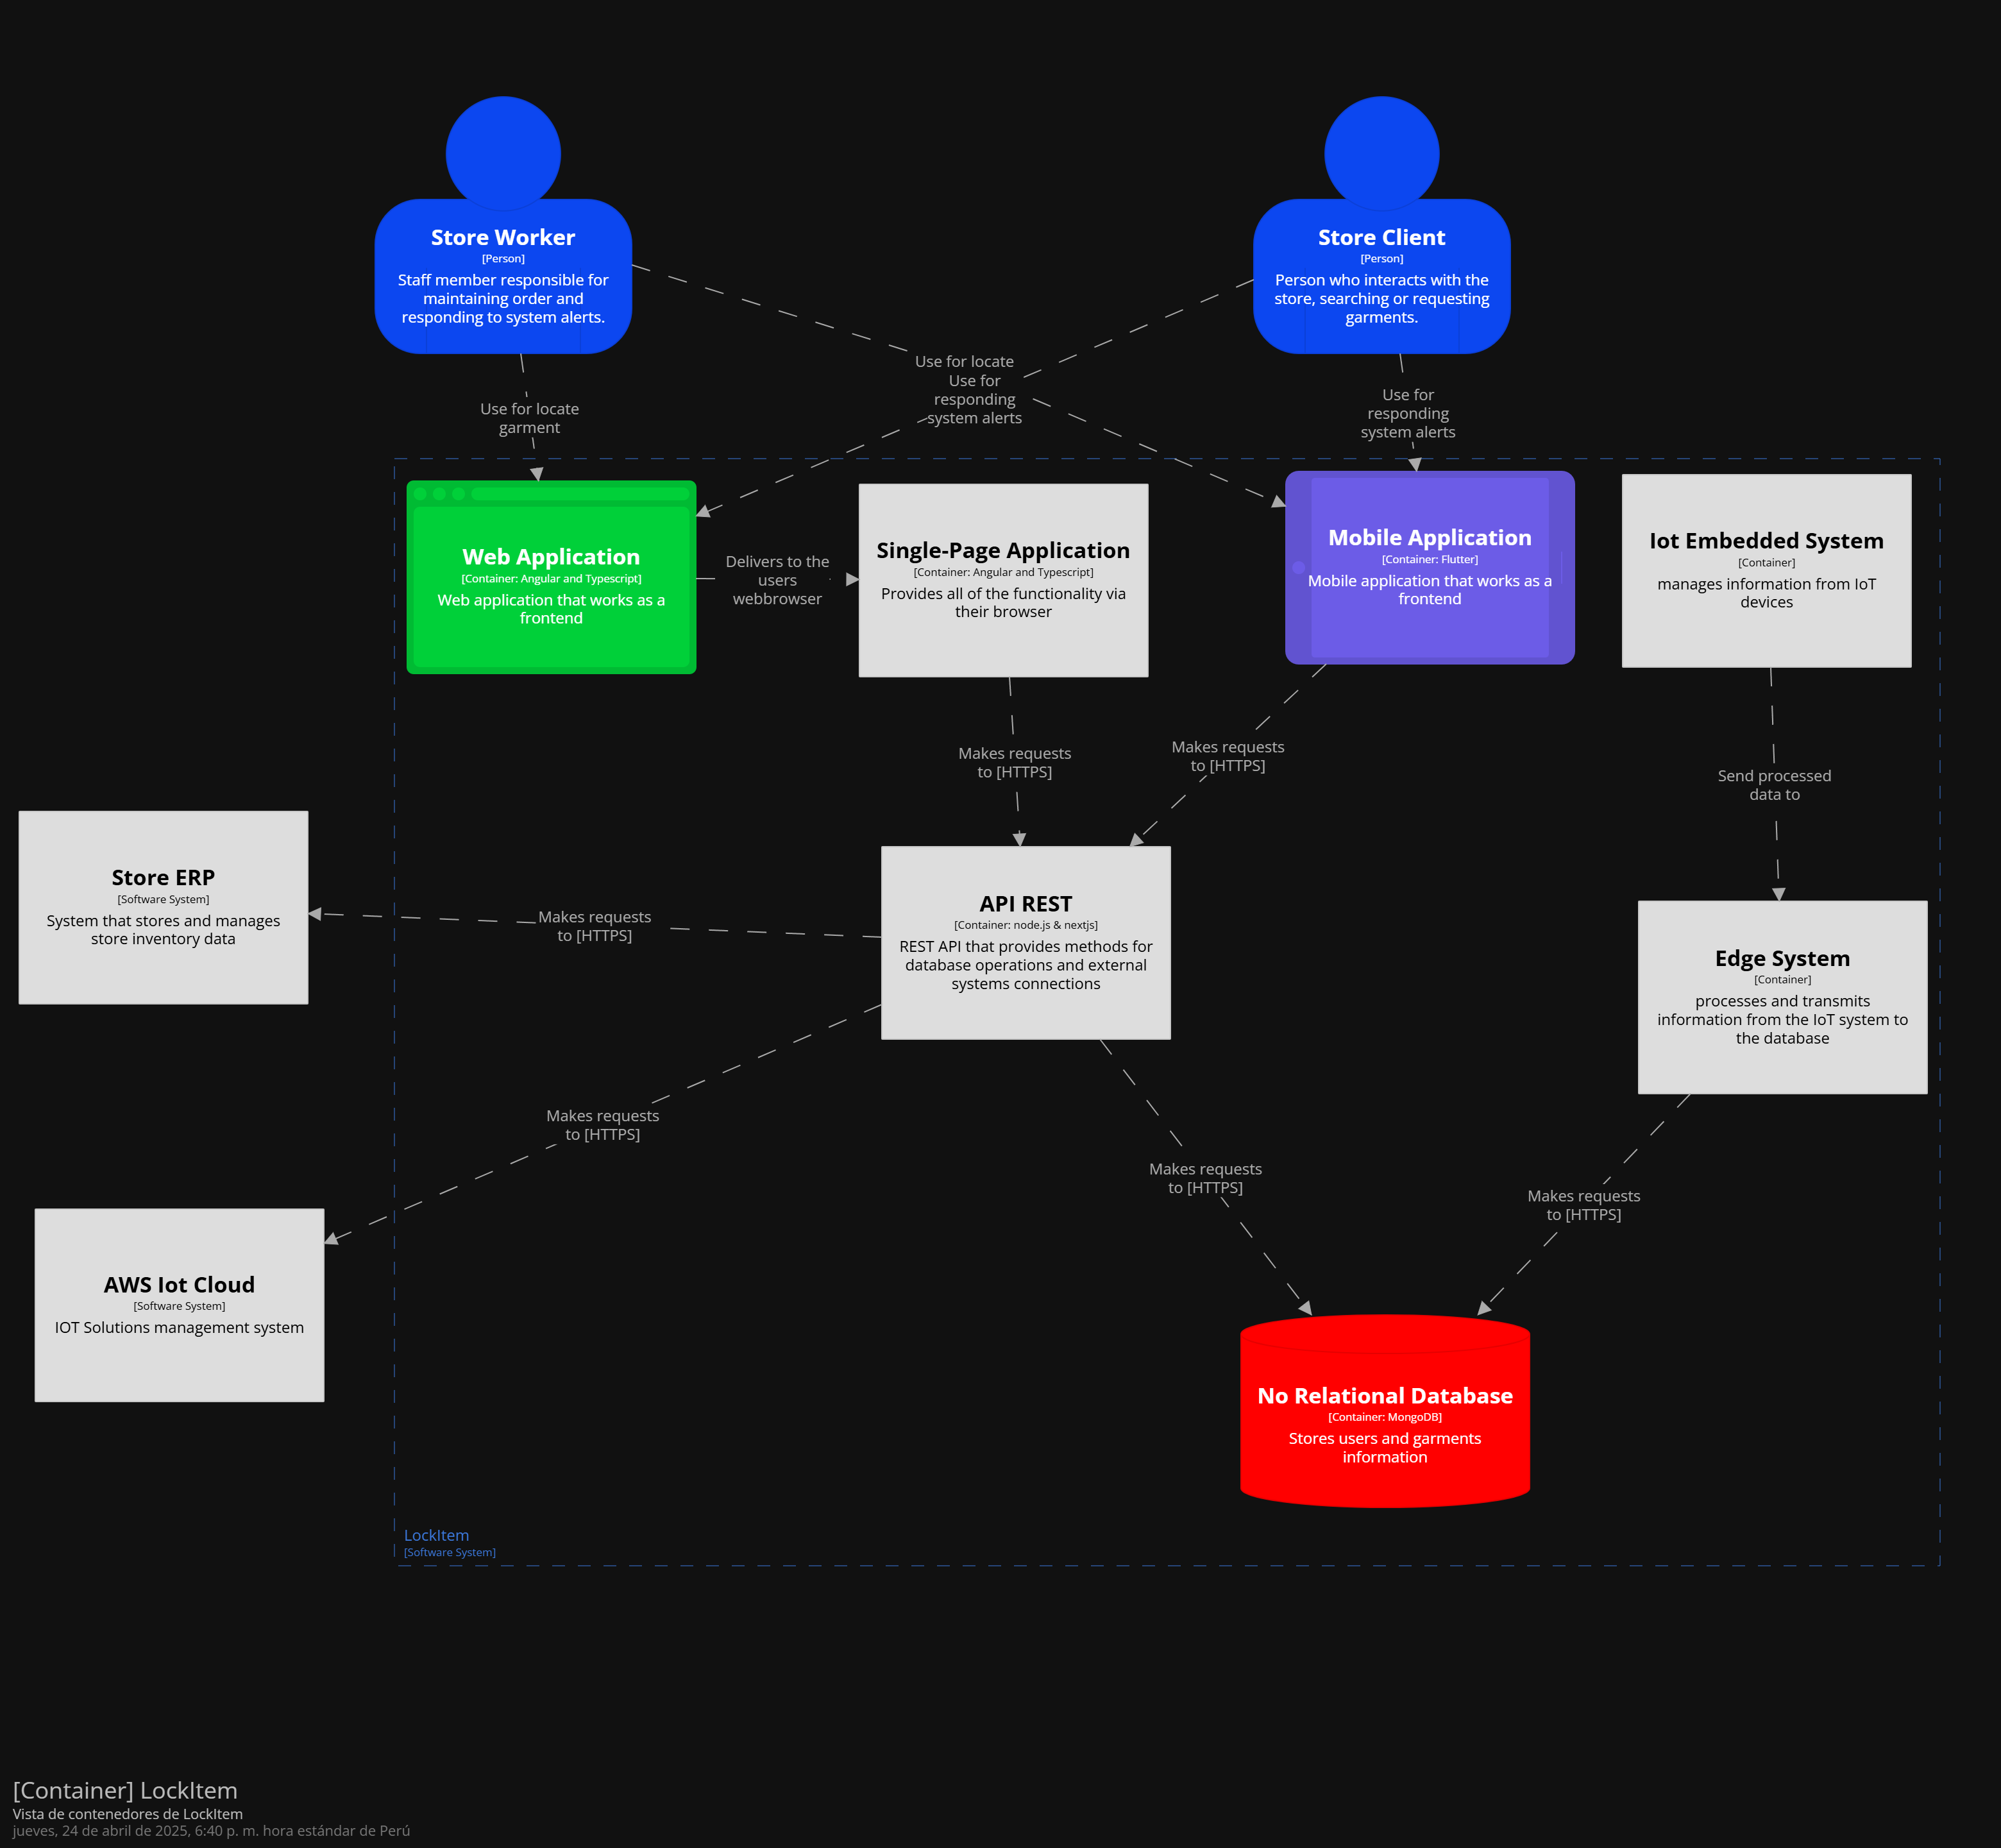 Store Worker
[Person]
Staff member responsible for
maintaining order and
responding to system alerts.
Store Client
[Person]
Person who interacts with the
store, searching or requesting
garments.
Use for locate
garment
Use for locate
Use for
responding
system alerts
Use for
responding
system alerts
Web Application
[Container: Angular and Typescript]
Web application that works as a
frontend
Delivers to the
users
webbrowser
Single-Page Application
[Container: Angular and Typescript]
Provides all of the functionality via
their browser
Mobile Application
[Container: Flutter]
Mobile application that works as a
frontend
Iot Embedded System
[Container]
manages information from IoT
devices
Makes requests
to [HTTPS]
Makes requests
to [HTTPS]
Send processed
data to
Store ERP
[Software System]
System that stores and manages
store inventory data
Makes requests
to [HTTPS]
API REST
[Container: node.js & nextjs]
REST API that provides methods for
database operations and external
systems connections
Edge System
[Container]
processes and transmits
information from the IoT system to
the database
Makes requests
to [HTTPS]
Makes requests
to [HTTPS]
Makes requests
to [HTTPS]
AWS Iot Cloud
[Software System]
IOT Solutions management system
No Relational Database
[Container: MongoDB]
Stores users and garments
information
LockItem
[Software System]
[Container] LockItem
Vista de contenedores de LockItem
jueves, 24 de abril de 2025, 6:40 p. m. hora estándar de Perú